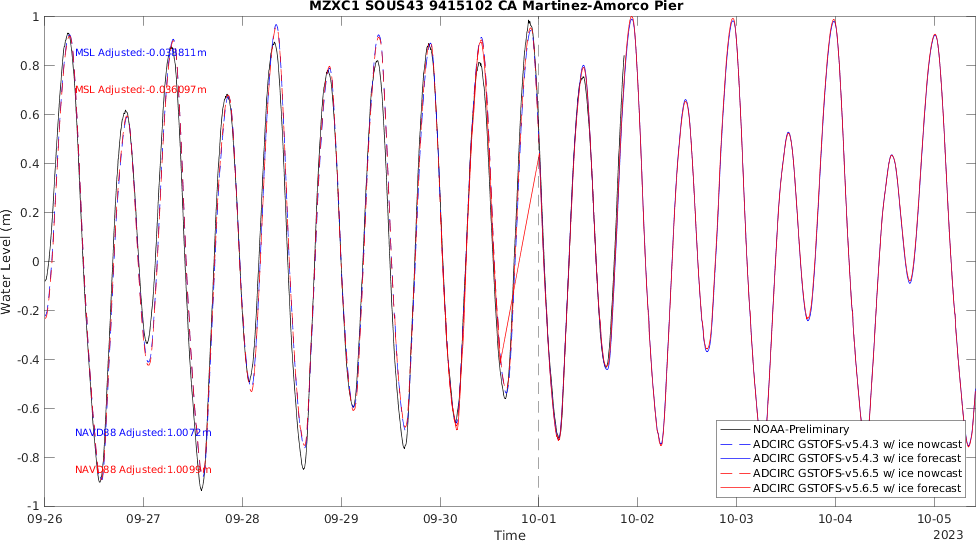 MZXC1 SOUS43 9415102 CA Martinez-Amorco Pier
1
0.8
0.6
0.4
0.2
0
-0.2
-0.4
-0.6
-0.8
-1
Water Level (m)
MSL Adjusted:-0.038811m
MSL Adjusted:-0.036097m
NAVD88 Adjusted:1.0072m
NAVD88 Adjusted:1.0099m
NOAA-Preliminary
ADCIRC GSTOFS-v5.4.3 w/ ice nowcast
ADCIRC GSTOFS-v5.4.3 w/ ice forecast
ADCIRC GSTOFS-v5.6.5 w/ ice nowcast
ADCIRC GSTOFS-v5.6.5 w/ ice forecast
09-26 09-27 09-28 09-29 09-30 10-01 10-02 10-03 10-04 10-05
Time
2023